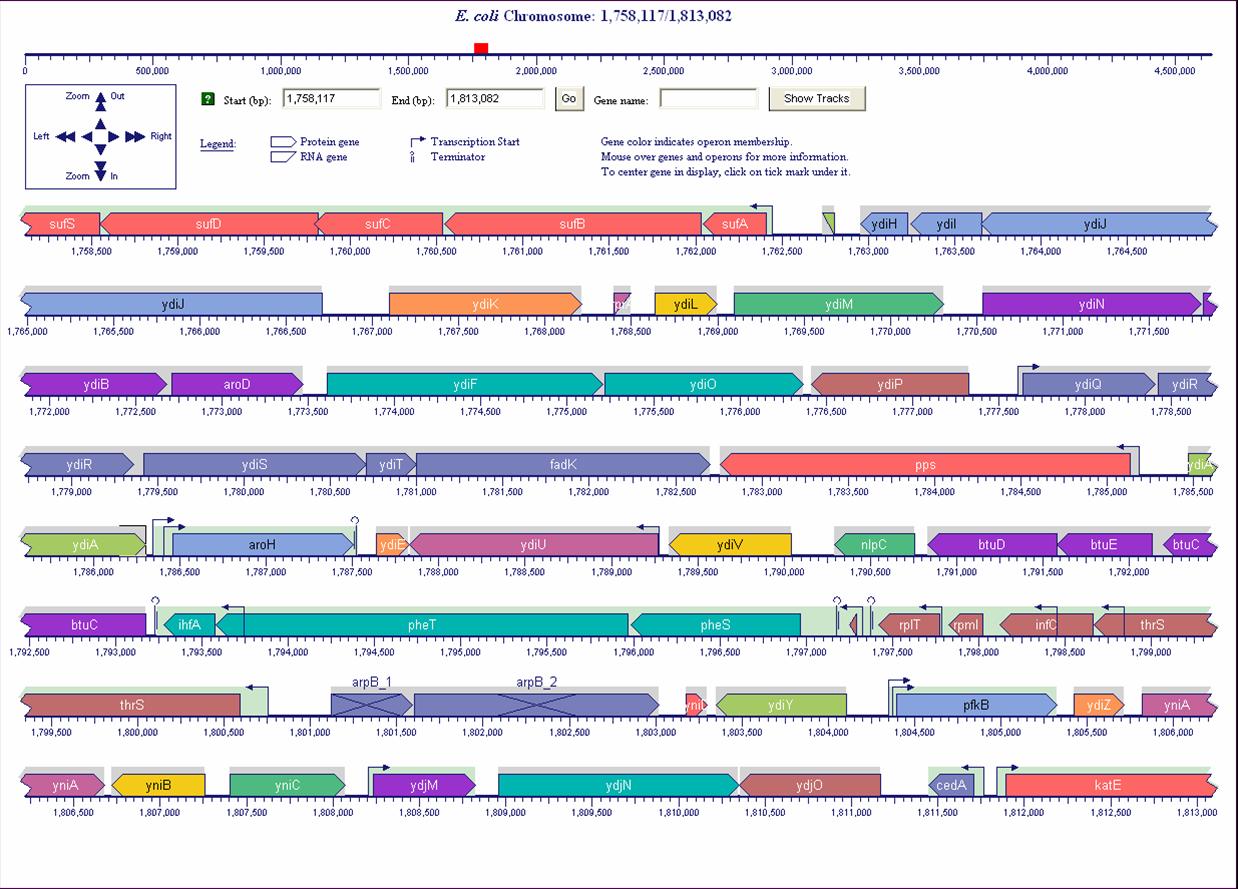 E. coli Chromosome: 1,758,117/1,813,082
0 500,000 1,000,000 1,500,000 2,000,000 2,500,000 3,000,000 3,500,000 4,000,000 4,500,000
Zoom Out
Left Right
Zoom In
? Start (bp): 1,758,117 End (bp): 1,813,082 Go Gene name: Show Tracks
Legend: Protein gene Transcription Start
RNA gene Terminator
Gene color indicates operon membership.
Mouse over genes and operons for more information.
To center gene in display, click on tick mark under it.
sufS sufD sufC sufB sufA ydiH ydiI ydiJ
1,758,500 1,759,000 1,759,500 1,760,000 1,760,500 1,761,000 1,761,500 1,762,000 1,762,500 1,763,000 1,763,500 1,764,000 1,764,500
ydiJ ydiK ydiL ydiM ydiN
1,765,000 1,765,500 1,766,000 1,766,500 1,767,000 1,767,500 1,768,000 1,768,500 1,769,000 1,769,500 1,770,000 1,770,500 1,771,000 1,771,500
ydiB aroD ydiF ydiO ydiP ydiQ ydiR
1,772,000 1,772,500 1,773,000 1,773,500 1,774,000 1,774,500 1,775,000 1,775,500 1,776,000 1,776,500 1,777,000 1,777,500 1,778,000 1,778,500
ydiR ydiS ydiT fadK pps ydiA
1,779,000 1,779,500 1,780,000 1,780,500 1,781,000 1,781,500 1,782,000 1,782,500 1,783,000 1,783,500 1,784,000 1,784,500 1,785,000 1,785,500
ydiA aroH ydiE ydiU ydiV nlpC btuD btuE btuC
1,786,000 1,786,500 1,787,000 1,787,500 1,788,000 1,788,500 1,789,000 1,789,500 1,790,000 1,790,500 1,791,000 1,791,500 1,792,000
btuC ihfA pheT pheS rplT rpmI infC thrS
1,792,500 1,793,000 1,793,500 1,794,000 1,794,500 1,795,000 1,795,500 1,796,000 1,796,500 1,797,000 1,797,500 1,798,000 1,798,500 1,799,000
arpB_1 arpB_2
thrS yniD ydiY pfkB ydiZ yniA
1,799,500 1,800,000 1,800,500 1,801,000 1,801,500 1,802,000 1,802,500 1,803,000 1,803,500 1,804,000 1,804,500 1,805,000 1,805,500 1,806,000
yniA yniB yniC ydjM ydjN ydjO cedA katE
1,806,500 1,807,000 1,807,500 1,808,000 1,808,500 1,809,000 1,809,500 1,810,000 1,810,500 1,811,000 1,811,500 1,812,000 1,812,500 1,813,000